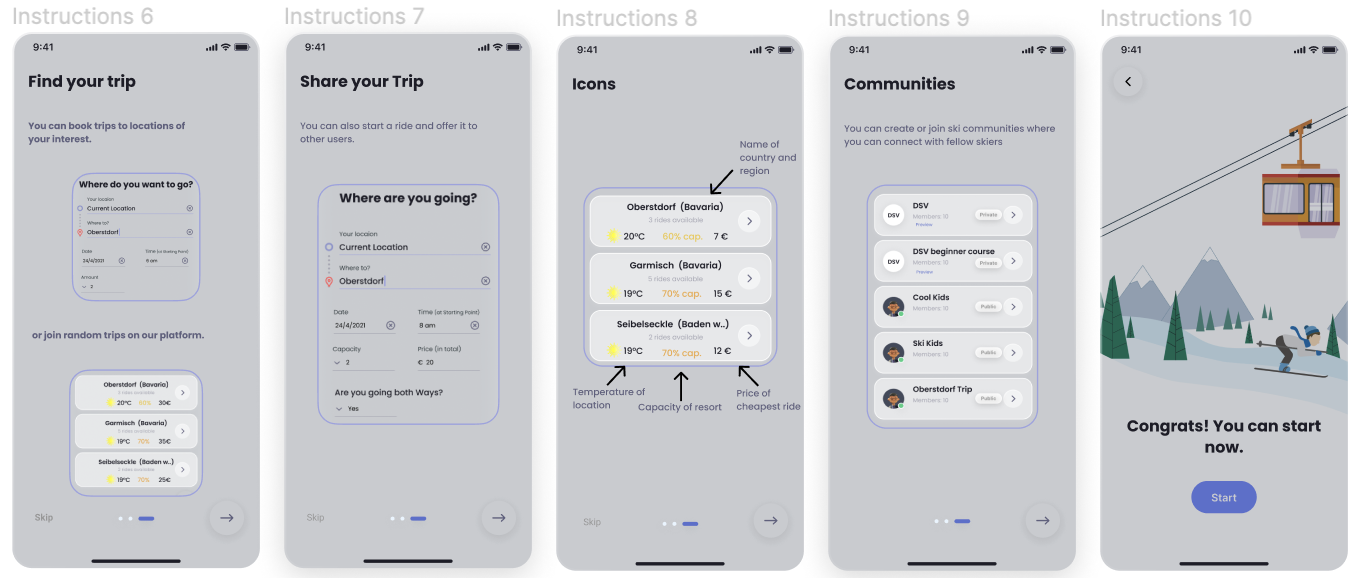 Instructions 6
9:41
Find your trip
You can book trips to locations of
your interest.
Where do you want to go?
Your location
Current Location
Where to?
Oberstdorf
Date
Time (at Starting Point)
24/4/2021
6 am
Amount
2
or join random trips on our platform.
Oberstdorf (Bavaria)
3 rides available
20°C 60% 30€
Garmisch (Bavaria)
5 rides available
19°C 70% 35€
Seibelseckle (Baden w..)
2 rides available
19°C 70% 25€
Skip
Instructions 7
9:41
Share your Trip
You can also start a ride and offer it to
other users.
Where are you going?
Your location
Current Location
Where to?
Oberstdorf
Date
Time (at Starting Point)
24/4/2021
8 am
Capacity
Price (in total)
2
€ 20
Are you going both Ways?
Yes
Skip
Instructions 8
9:41
Icons
Name of
country and
region
Oberstdorf (Bavaria)
3 rides available
20°C 60% cap. 7 €
Garmisch (Bavaria)
5 rides available
19°C 70% cap. 15 €
Seibelseckle (Baden w..)
2 rides available
19°C 70% cap. 12 €
Temperature of
location
Capacity of resort
Price of
cheapest ride
Skip
Instructions 9
9:41
Communities
You can create or join ski communities where
you can connect with fellow skiers
DSV
DSV
Members: 10
Private
Preview
DSV
DSV beginner course
Members: 10
Private
Preview
Cool Kids
Members: 10
Public
Ski Kids
Members: 10
Public
Oberstdorf Trip
Members: 10
Public
Instructions 10
9:41
Congrats! You can start
now.
Start